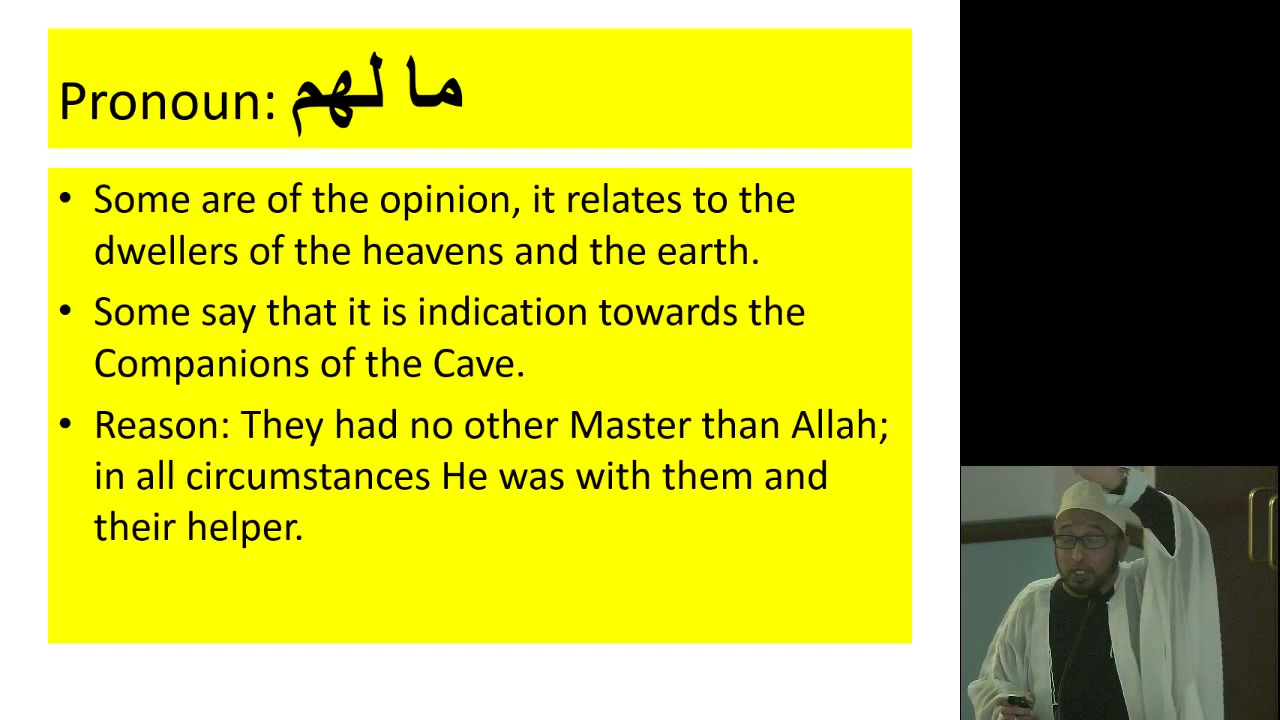 Pronoun: ما لهم
• Some are of the opinion, it relates to the
dwellers of the heavens and the earth.
• Some say that it is indication towards the
Companions of the Cave.
• Reason: They had no other Master than Allah;
in all circumstances He was with them and
their helper.